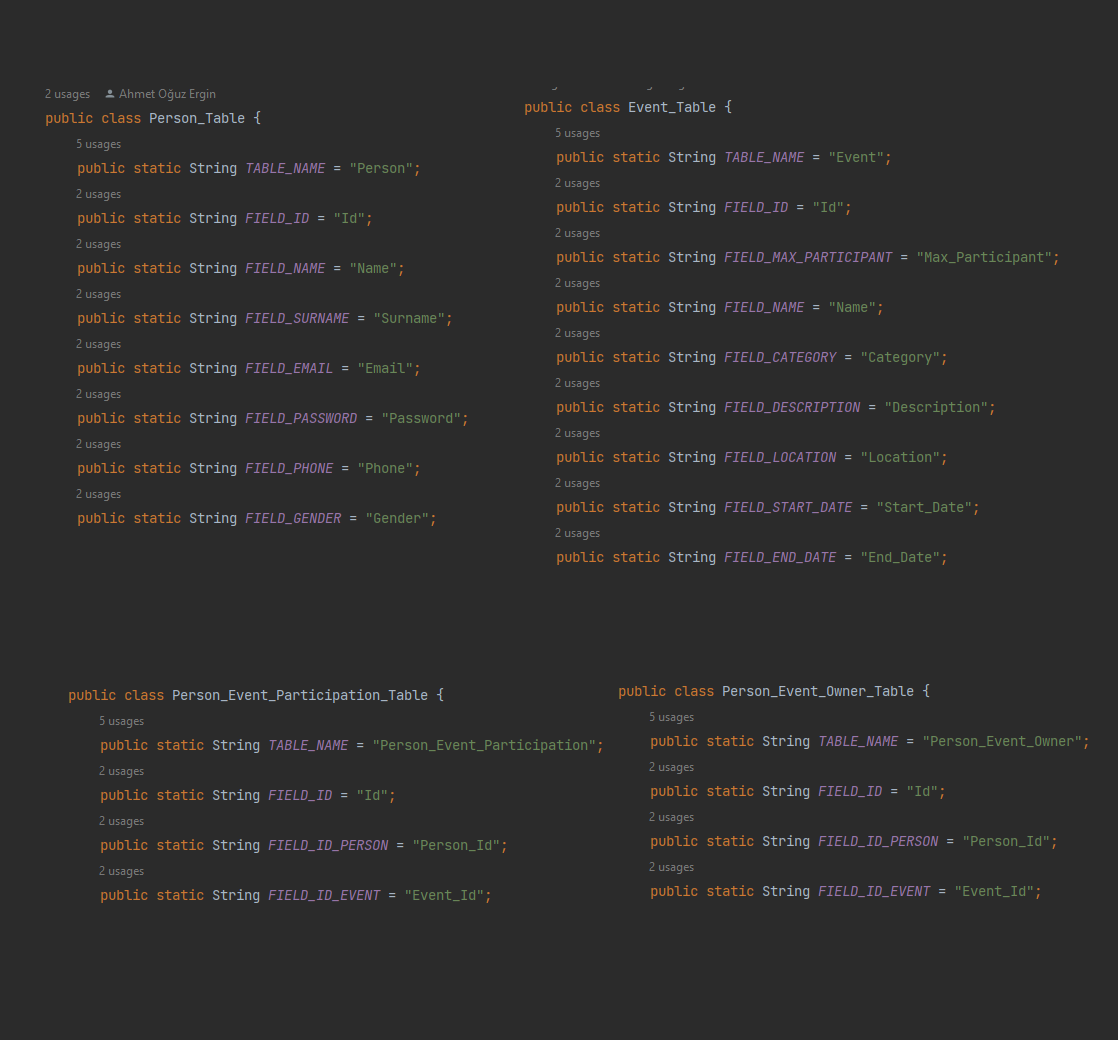 2 usages Ahmet Oğuz Ergin
public class Person_Table {
5 usages
public static String TABLE_NAME = "Person";
2 usages
public static String FIELD_ID = "Id";
2 usages
public static String FIELD_NAME = "Name";
2 usages
public static String FIELD_SURNAME = "Surname";
2 usages
public static String FIELD_EMAIL = "Email";
2 usages
public static String FIELD_PASSWORD = "Password";
2 usages
public static String FIELD_PHONE = "Phone";
2 usages
public static String FIELD_GENDER = "Gender";
public class Event_Table {
5 usages
public static String TABLE_NAME = "Event";
2 usages
public static String FIELD_ID = "Id";
2 usages
public static String FIELD_MAX_PARTICIPANT = "Max_Participant";
2 usages
public static String FIELD_NAME = "Name";
2 usages
public static String FIELD_CATEGORY = "Category";
2 usages
public static String FIELD_DESCRIPTION = "Description";
2 usages
public static String FIELD_LOCATION = "Location";
2 usages
public static String FIELD_START_DATE = "Start_Date";
2 usages
public static String FIELD_END_DATE = "End_Date";
public class Person_Event_Participation_Table {
5 usages
public static String TABLE_NAME = "Person_Event_Participation";
2 usages
public static String FIELD_ID = "Id";
2 usages
public static String FIELD_ID_PERSON = "Person_Id";
2 usages
public static String FIELD_ID_EVENT = "Event_Id";
public class Person_Event_Owner_Table {
5 usages
public static String TABLE_NAME = "Person_Event_Owner";
2 usages
public static String FIELD_ID = "Id";
2 usages
public static String FIELD_ID_PERSON = "Person_Id";
2 usages
public static String FIELD_ID_EVENT = "Event_Id";